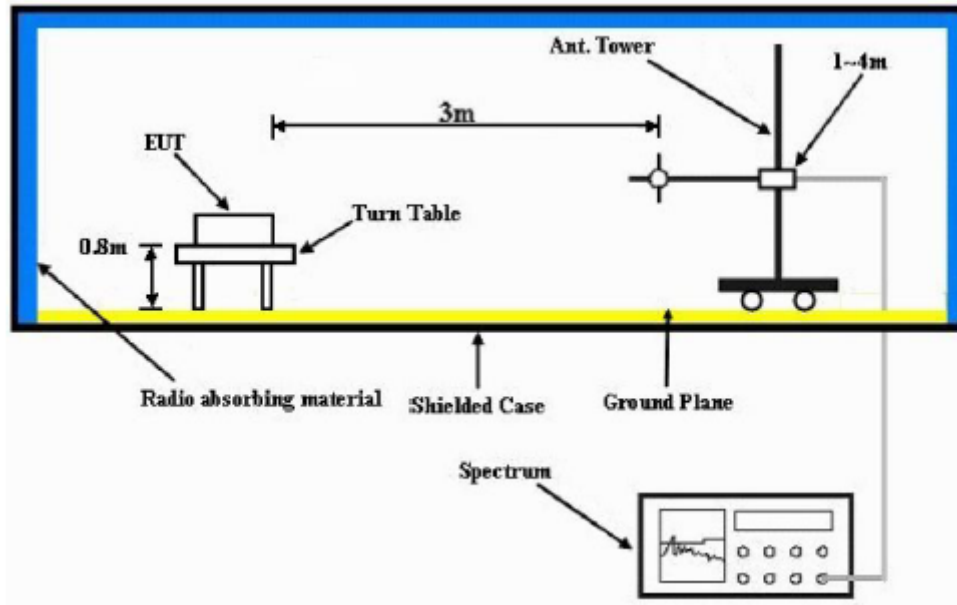 Ant. Tower
1~4m
3m
EUT
Turn Table
0.8m
Radio absorbing material
Shielded Case
Ground Plane
Spectrum